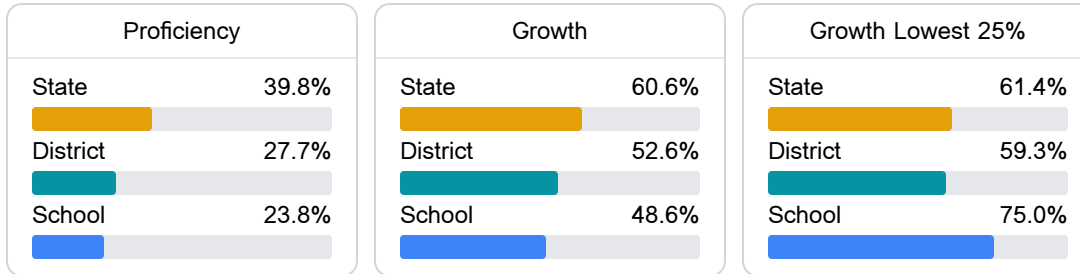 Proficiency
State 39.8%
District 27.7%
School 23.8%
Growth
State 60.6%
District 52.6%
School 48.6%
Growth Lowest 25%
State 61.4%
District 59.3%
School 75.0%